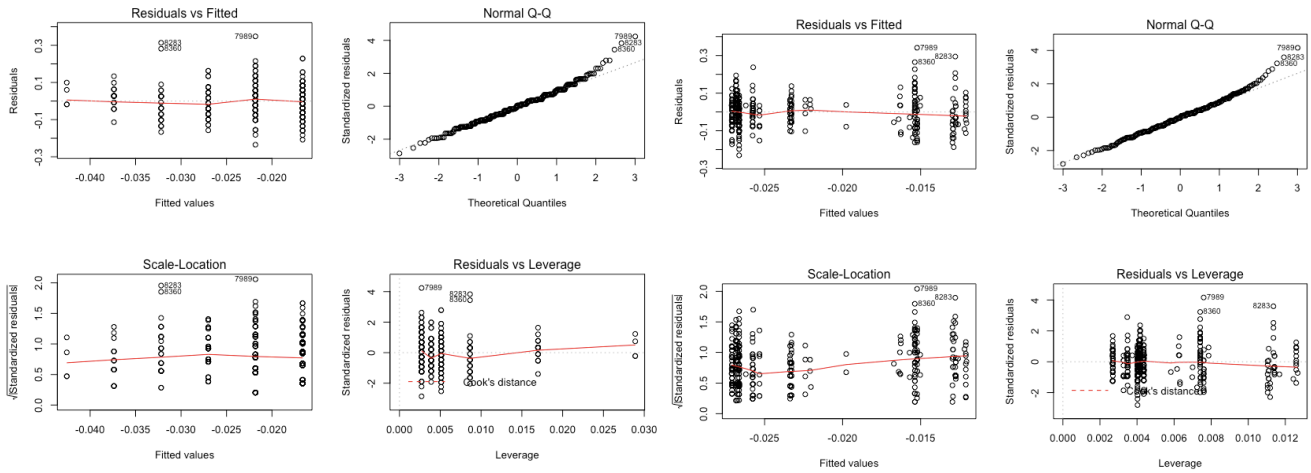 Residuals vs Fitted
Residuals
0.3
0.1
-0.1
-0.3
7989
8283
8360
-0.040 -0.035 -0.030 -0.025 -0.020
Fitted values
Normal Q-Q
Standardized residuals
4
2
0
-2
7989
8283
8360
-3 -2 -1 0 1 2 3
Theoretical Quantiles
Residuals vs Fitted
Residuals
0.3
0.1
-0.1
-0.3
7989
8283
8360
-0.025 -0.020 -0.015
Fitted values
Normal Q-Q
Standardized residuals
4
2
0
-2
7989
8283
8360
-3 -2 -1 0 1 2 3
Theoretical Quantiles
Scale-Location
√|Standardized residuals|
2.0
1.5
1.0
0.5
0.0
7989
8283
8360
-0.040 -0.035 -0.030 -0.025 -0.020
Fitted values
Residuals vs Leverage
Standardized residuals
4
2
0
-2
7989
8283
8360
Cook's distance
0.000 0.005 0.010 0.015 0.020 0.025 0.030
Leverage
Scale-Location
√|Standardized residuals|
2.0
1.5
1.0
0.5
0.0
7989
8283
8360
-0.025 -0.020 -0.015
Fitted values
Residuals vs Leverage
Standardized residuals
4
2
0
-2
7989
8283
8360
Cook's distance
0.000 0.002 0.004 0.006 0.008 0.010 0.012
Leverage